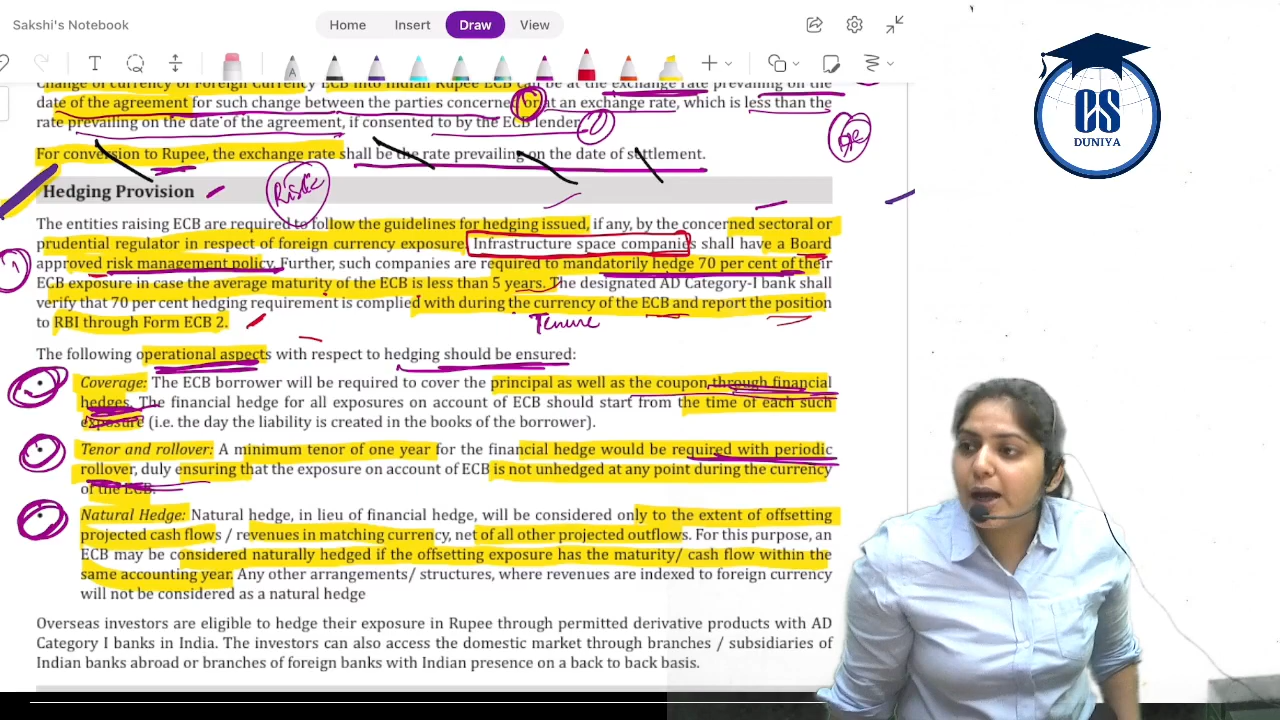 Sakshi's Notebook
Home Insert Draw View
Change of currency of Foreign Currency ECB into Indian Rupee ECB can be at the exchange rate prevailing on the
date of the agreement for such change between the parties concerned or at an exchange rate, which is less than the
rate prevailing on the date of the agreement, if consented to by the ECB lender.
For conversion to Rupee, the exchange rate shall be the rate prevailing on the date of settlement.
Hedging Provision
The entities raising ECB are required to follow the guidelines for hedging issued, if any, by the concerned sectoral or
prudential regulator in respect of foreign currency exposure. Infrastructure space companies shall have a Board
approved risk management policy. Further, such companies are required to mandatorily hedge 70 per cent of their
ECB exposure in case the average maturity of the ECB is less than 5 years. The designated AD Category-I bank shall
verify that 70 per cent hedging requirement is complied with during the currency of the ECB and report the position
to RBI through Form ECB 2.
Tenure
The following operational aspects with respect to hedging should be ensured:
Coverage: The ECB borrower will be required to cover the principal as well as the coupon through financial
hedges. The financial hedge for all exposures on account of ECB should start from the time of each such
exposure (i.e. the day the liability is created in the books of the borrower).
Tenor and rollover: A minimum tenor of one year for the financial hedge would be required with periodic
rollover, duly ensuring that the exposure on account of ECB is not unhedged at any point during the currency
of the ECB.
Natural Hedge: Natural hedge, in lieu of financial hedge, will be considered only to the extent of offsetting
projected cash flows / revenues in matching currency, net of all other projected outflows. For this purpose, an
ECB may be considered naturally hedged if the offsetting exposure has the maturity/ cash flow within the
same accounting year. Any other arrangements/ structures, where revenues are indexed to foreign currency
will not be considered as a natural hedge
Overseas investors are eligible to hedge their exposure in Rupee through permitted derivative products with AD
Category I banks in India. The investors can also access the domestic market through branches / subsidiaries of
Indian banks abroad or branches of foreign banks with Indian presence on a back to back basis.
CS
DUNIYA